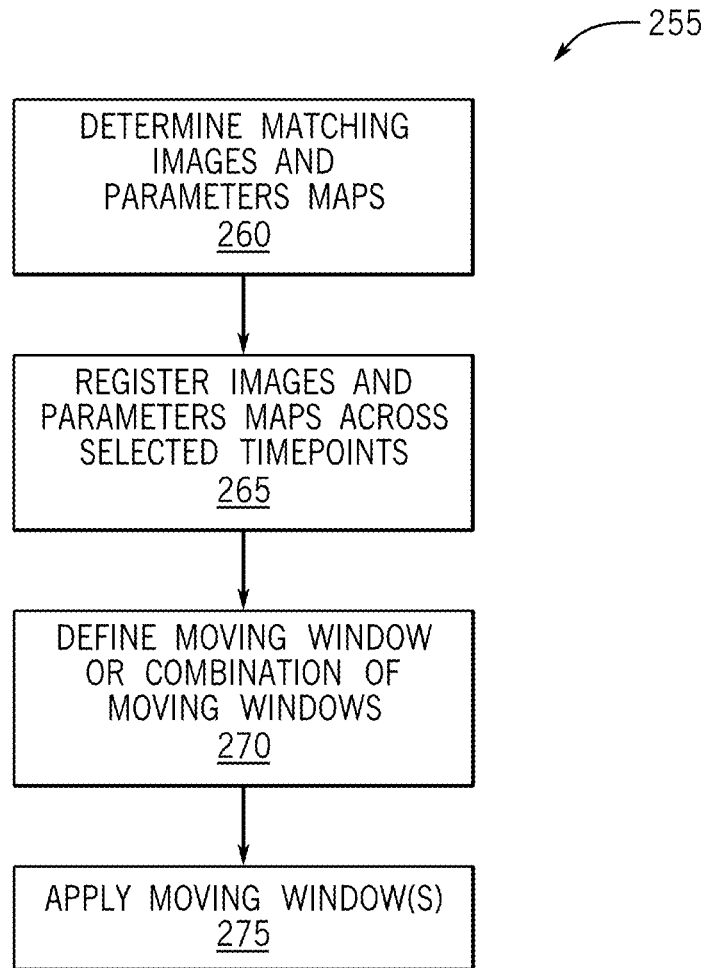 255
DETERMINE MATCHING
IMAGES AND
PARAMETERS MAPS
260
REGISTER IMAGES AND
PARAMETERS MAPS ACROSS
SELECTED TIMEPOINTS
265
DEFINE MOVING WINDOW
OR COMBINATION OF
MOVING WINDOWS
270
APPLY MOVING WINDOW(S)
275